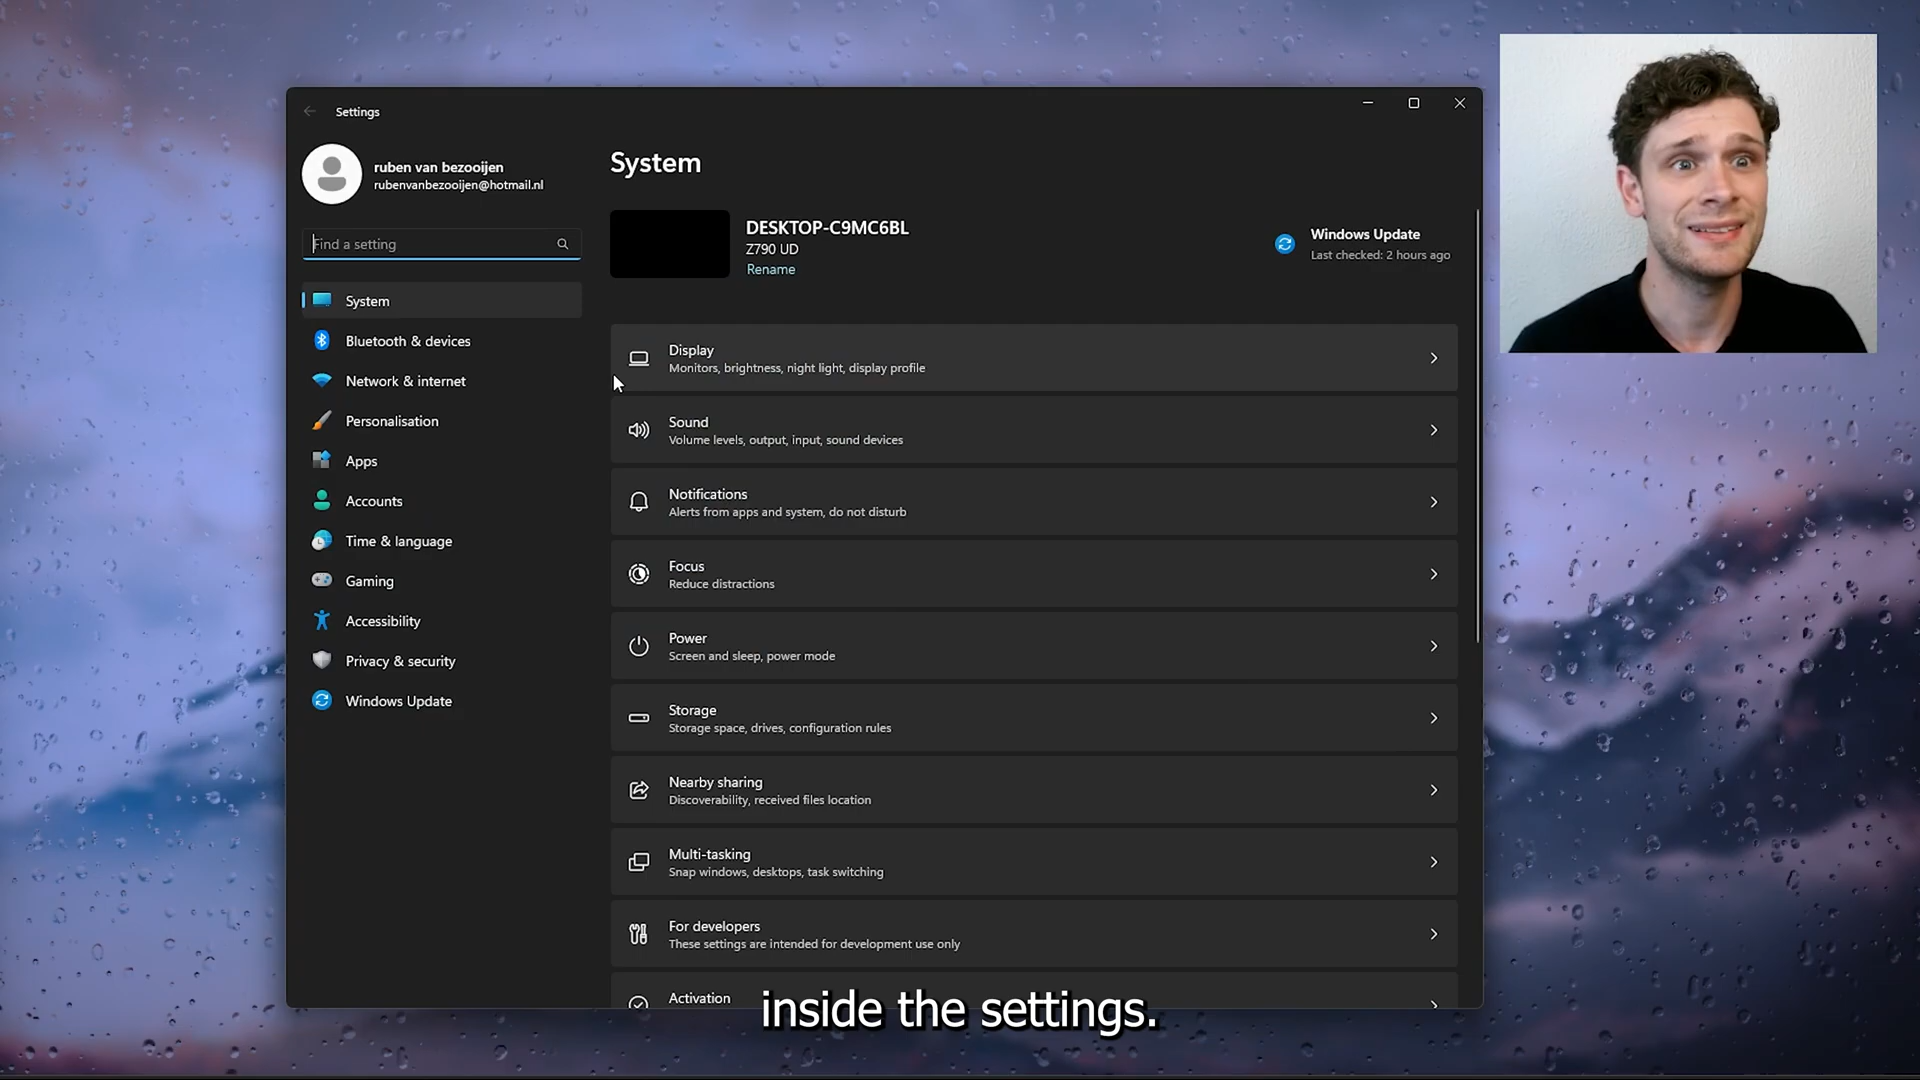 Settings
ruben van bezooijen
rubenvanbezooijen@hotmail.nl
Find a setting
System
Bluetooth & devices
Network & internet
Personalisation
Apps
Accounts
Time & language
Gaming
Accessibility
Privacy & security
Windows Update
System
DESKTOP-C9MC6BL
Z790 UD
Rename
Windows Update
Last checked: 2 hours ago
Display
Monitors, brightness, night light, display profile
Sound
Volume levels, output, input, sound devices
Notifications
Alerts from apps and system, do not disturb
Focus
Reduce distractions
Power
Screen and sleep, power mode
Storage
Storage space, drives, configuration rules
Nearby sharing
Discoverability, received files location
Multi-tasking
Snap windows, desktops, task switching
For developers
These settings are intended for development use only
Activation
inside the settings.